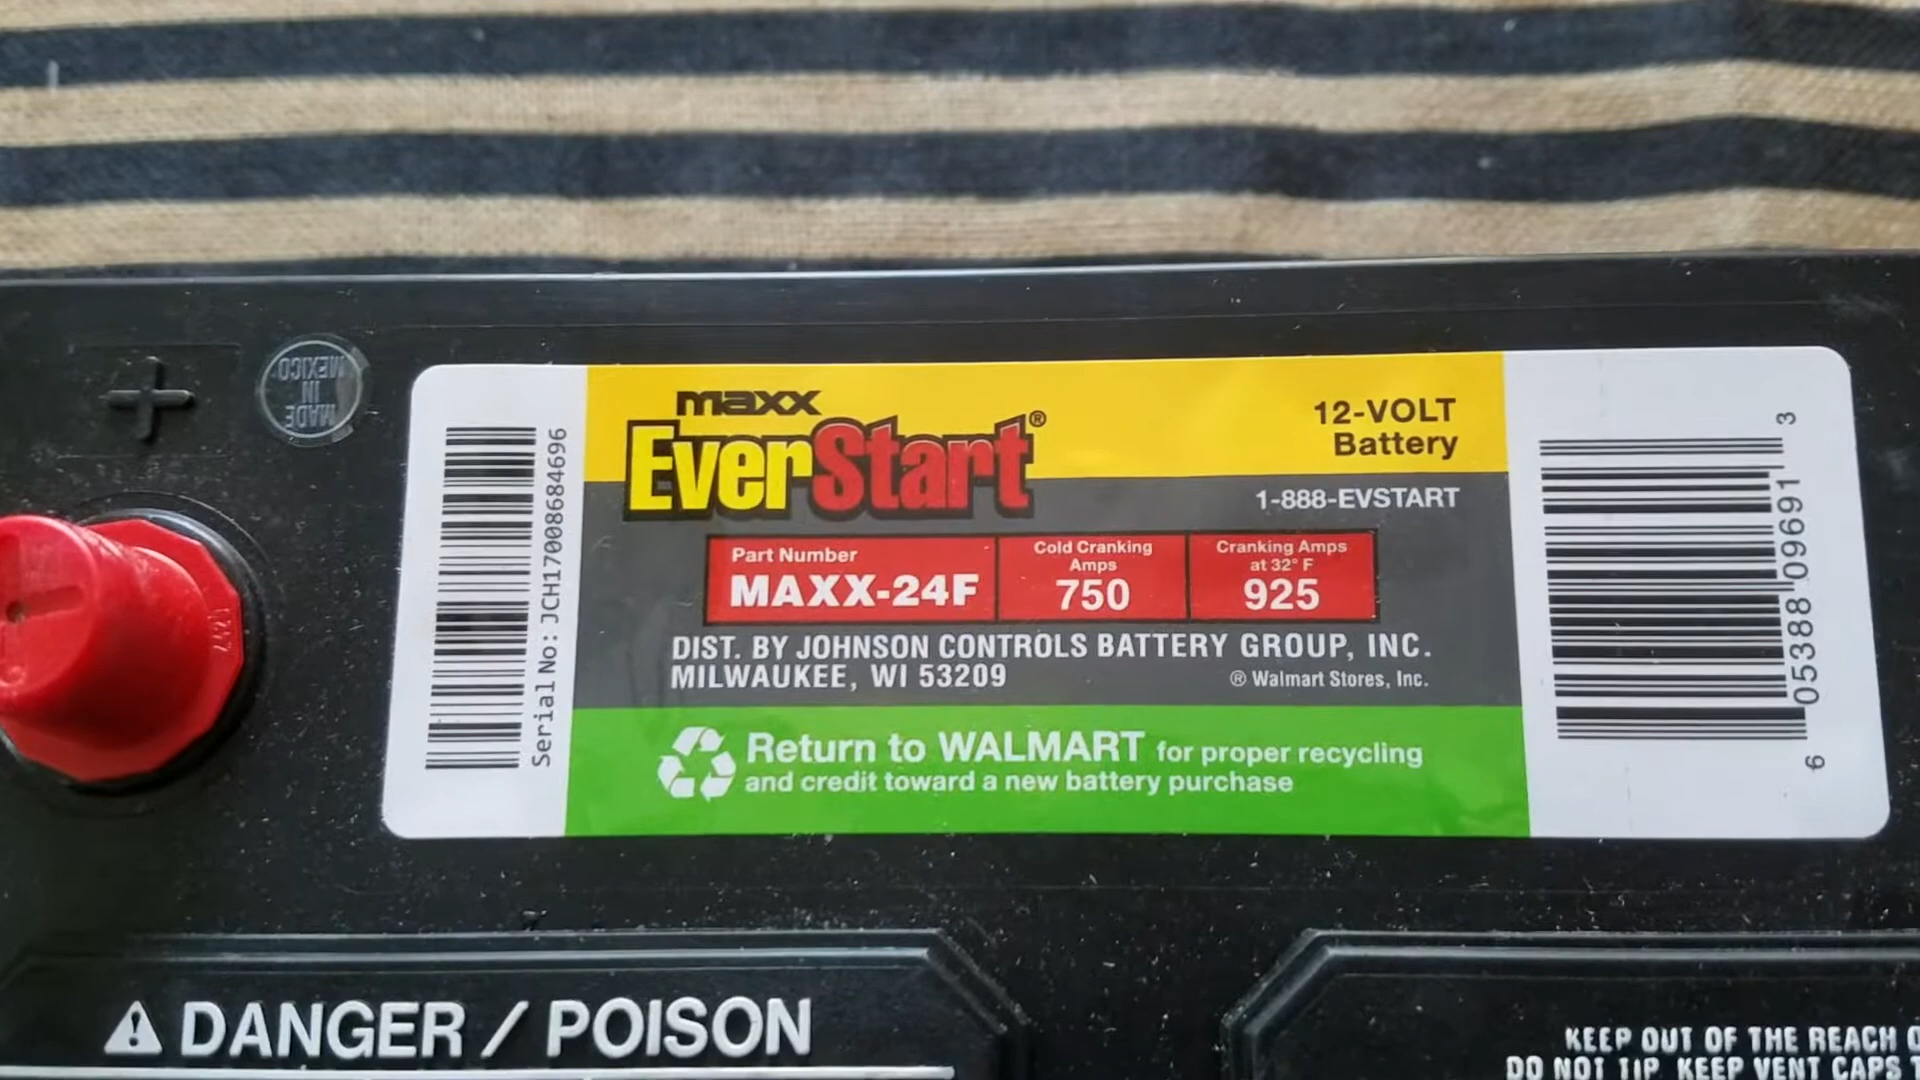 +
MADE
IN
MEXICO
Serial No: JCH1700868469​6
maxx
EverStart®
12-VOLT
Battery
1-888-EVSTART
Part Number
MAXX-24F
Cold Cranking
Amps
750
Cranking Amps
at 32° F
925
DIST. BY JOHNSON CONTROLS BATTERY GROUP, INC.
MILWAUKEE, WI 53209
® Walmart Stores, Inc.
Return to WALMART for proper recycling
and credit toward a new battery purchase
6 05388 09691 3
DANGER / POISON
KEEP OUT OF THE REACH
DO NOT TIP. KEEP VENT CAPS